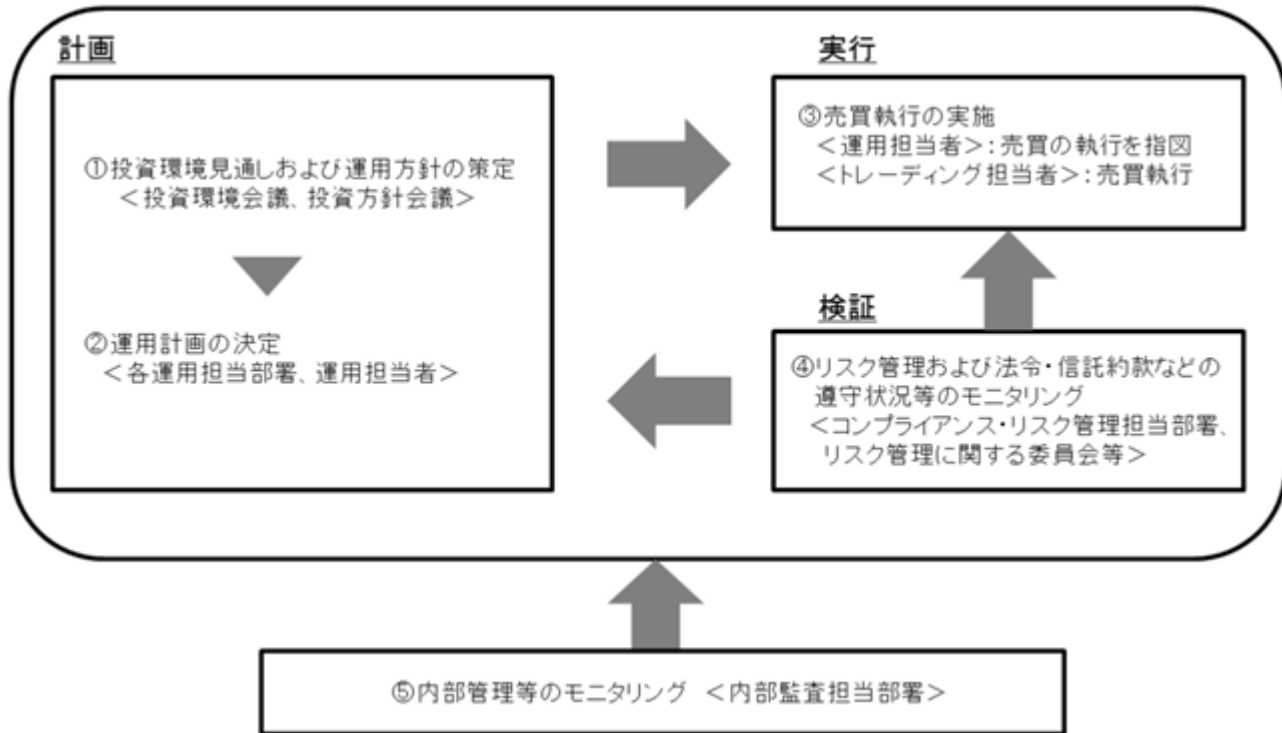 計画
①投資環境見通しおよび運用方針の策定
＜投資環境会議、投資方針会議＞
②運用計画の決定
＜各運用担当部署、運用担当者＞
実行
③売買執行の実施
＜運用担当者＞：売買の執行を指図
＜トレーディング担当者＞：売買執行
検証
④リスク管理および法令・信託約款などの
遵守状況等のモニタリング
＜コンプライアンス・リスク管理担当部署、
リスク管理に関する委員会等＞
⑤内部管理等のモニタリング　＜内部監査担当部署＞